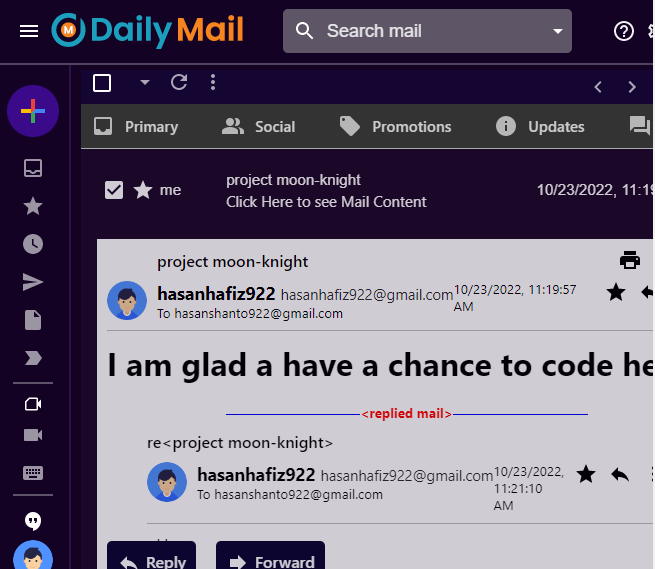 Daily Mail
Search mail
Primary
Social
Promotions
Updates
me
project moon-knight
Click Here to see Mail Content
10/23/2022, 11:19
project moon-knight
hasanhafiz922 hasanhafiz922@gmail.com
10/23/2022, 11:19:57
AM
To hasanshanto922@gmail.com
I am glad a have a chance to code he
<replied mail>
re<project moon-knight>
hasanhafiz922 hasanhafiz922@gmail.com
10/23/2022,
11:21:10
AM
To hasanshanto922@gmail.com
Reply
Forward